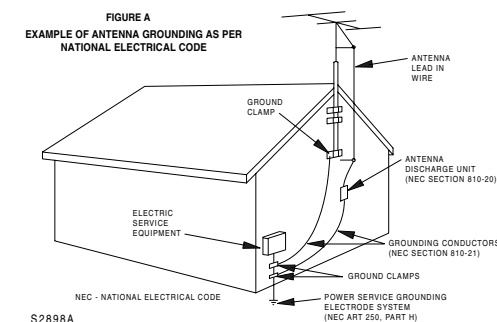 FIGURE A
EXAMPLE OF ANTENNA GROUNDING AS PER
NATIONAL ELECTRICAL CODE
ANTENNA
LEAD IN
WIRE
GROUND
CLAMP
ANTENNA
DISCHARGE UNIT
(NEC SECTION 810-20)
ELECTRIC
SERVICE
EQUIPMENT
GROUNDING CONDUCTORS
(NEC SECTION 810-21)
GROUND CLAMPS
NEC - NATIONAL ELECTRICAL CODE
POWER SERVICE GROUNDING
ELECTRODE SYSTEM
(NEC ART 250, PART H)
S2898A